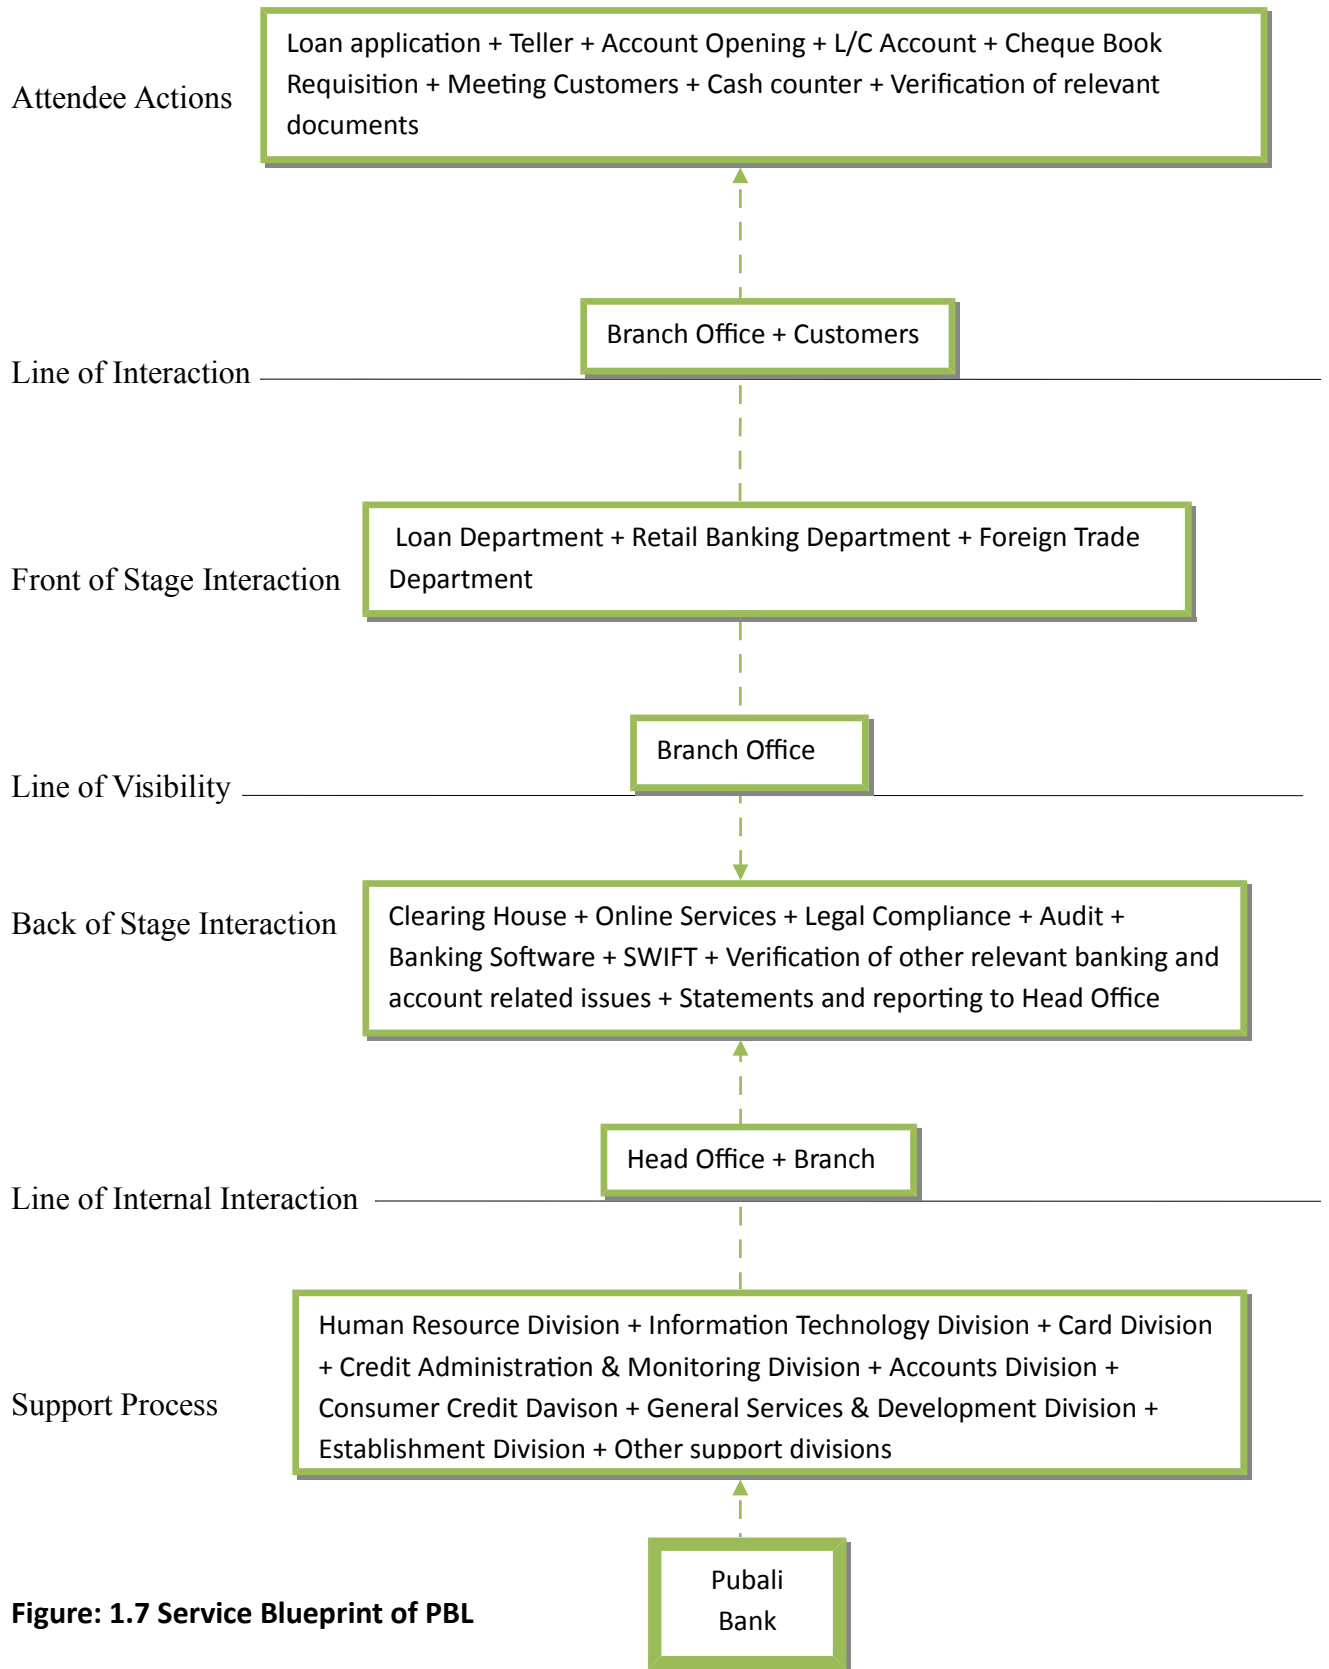 Loan application + Teller + Account Opening + L/C Account + Cheque Book
Requisition + Meeting Customers + Cash counter + Verification of relevant
documents
Attendee Actions
Branch Office + Customers
Line of Interaction
Loan Department + Retail Banking Department + Foreign Trade
Department
Front of Stage Interaction
Branch Office
Line of Visibility
Back of Stage Interaction
Clearing House + Online Services + Legal Compliance + Audit +
Banking Software + SWIFT + Verification of other relevant banking and
account related issues + Statements and reporting to Head Office
Head Office + Branch
Line of Internal Interaction
Human Resource Division + Information Technology Division + Card Division
+ Credit Administration & Monitoring Division + Accounts Division +
Consumer Credit Davison + General Services & Development Division +
Establishment Division + Other support divisions
Support Process
Pubali
Bank
Figure: 1.7 Service Blueprint of PBL